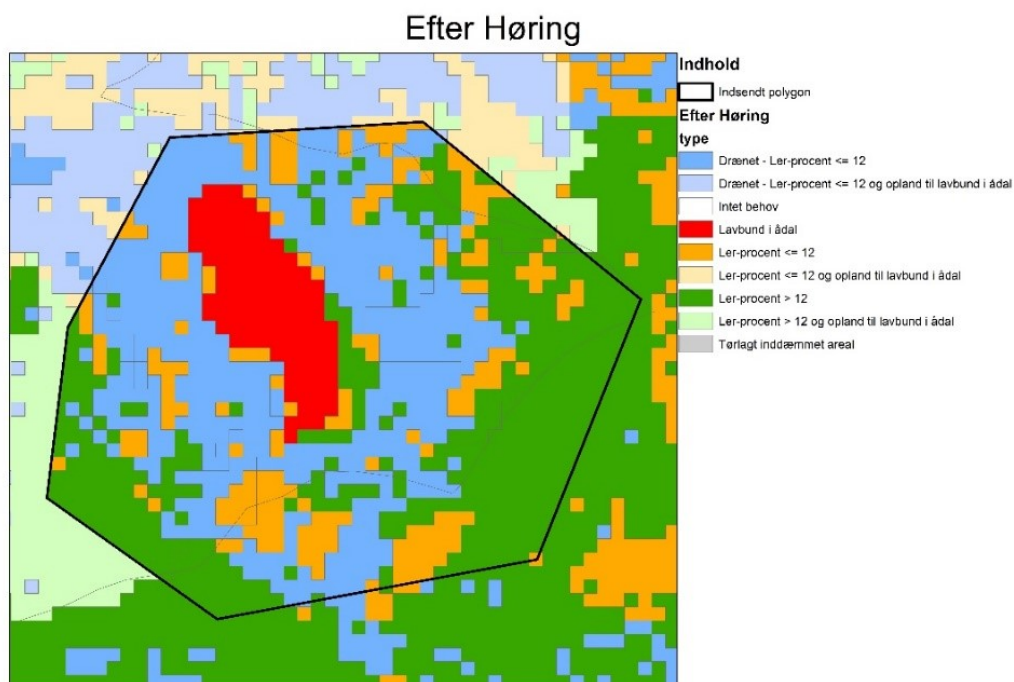 Efter Høring
Indhold
Indsendt polygon
Efter Høring
type
Drænet - Ler-procent <= 12
Drænet - Ler-procent <= 12 og opland til lavbund i ådal
Intet behov
Lavbund i ådal
Ler-procent <= 12
Ler-procent <= 12 og opland til lavbund i ådal
Ler-procent > 12
Ler-procent > 12 og opland til lavbund i ådal
Tørlagt inddæmmet areal